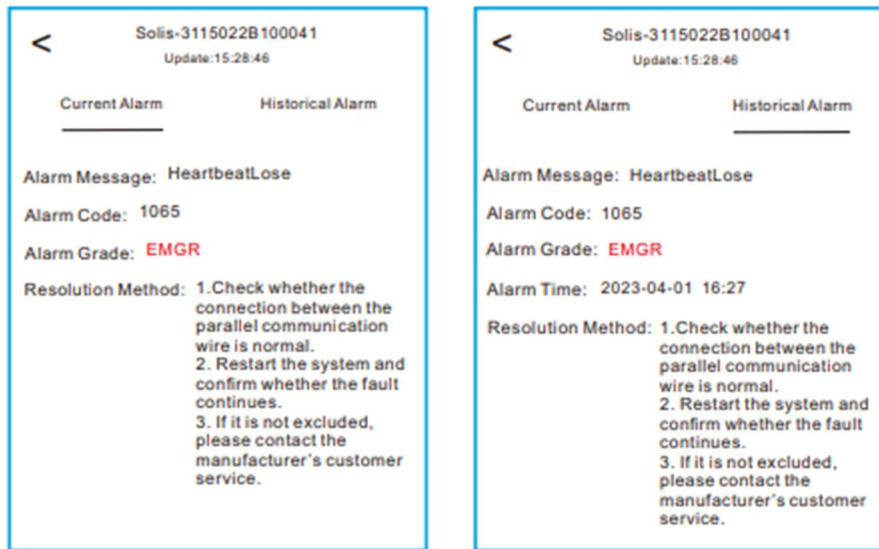 <
Solis-3115022B100041
Update:15:28:46
Current Alarm Historical Alarm
Alarm Message: HeartbeatLose
Alarm Code: 1065
Alarm Grade: EMGR
Resolution Method: 1.Check whether the
connection between the
parallel communication
wire is normal.
2. Restart the system and
confirm whether the fault
continues.
3. If it is not excluded,
please contact the
manufacturer's customer
service.
<
Solis-3115022B100041
Update:15:28:46
Current Alarm Historical Alarm
Alarm Message: HeartbeatLose
Alarm Code: 1065
Alarm Grade: EMGR
Alarm Time: 2023-04-01 16:27
Resolution Method: 1.Check whether the
connection between the
parallel communication
wire is normal.
2. Restart the system and
confirm whether the fault
continues.
3. If it is not excluded,
please contact the
manufacturer's customer
service.